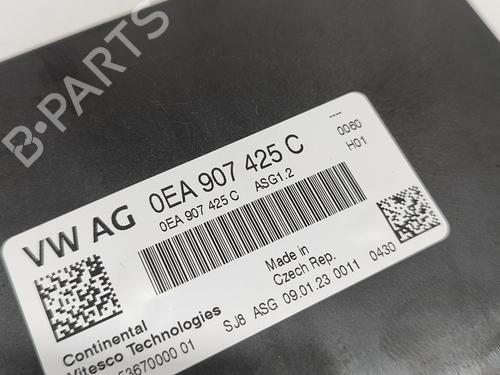 B-PARTS
VW AG 0EA 907 425 C
0EA 907 425 C ASG1.2
---
0060
H01
Made in
Czech Rep.
Continental
Vitesco Technologies
53670000 01
SJ8 ASG 09.01.23 0011 0430